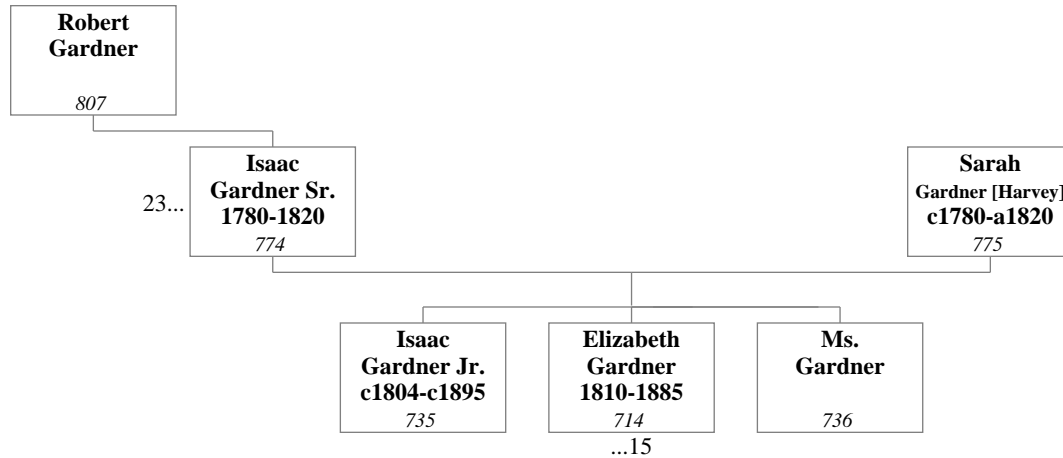 Robert
Gardner
807
Isaac
Gardner Sr.
1780-1820
774
23...
Sarah
Gardner [Harvey]
c1780-a1820
775
Isaac
Gardner Jr.
c1804-c1895
735
Elizabeth
Gardner
1810-1885
714
...15
Ms.
Gardner
736